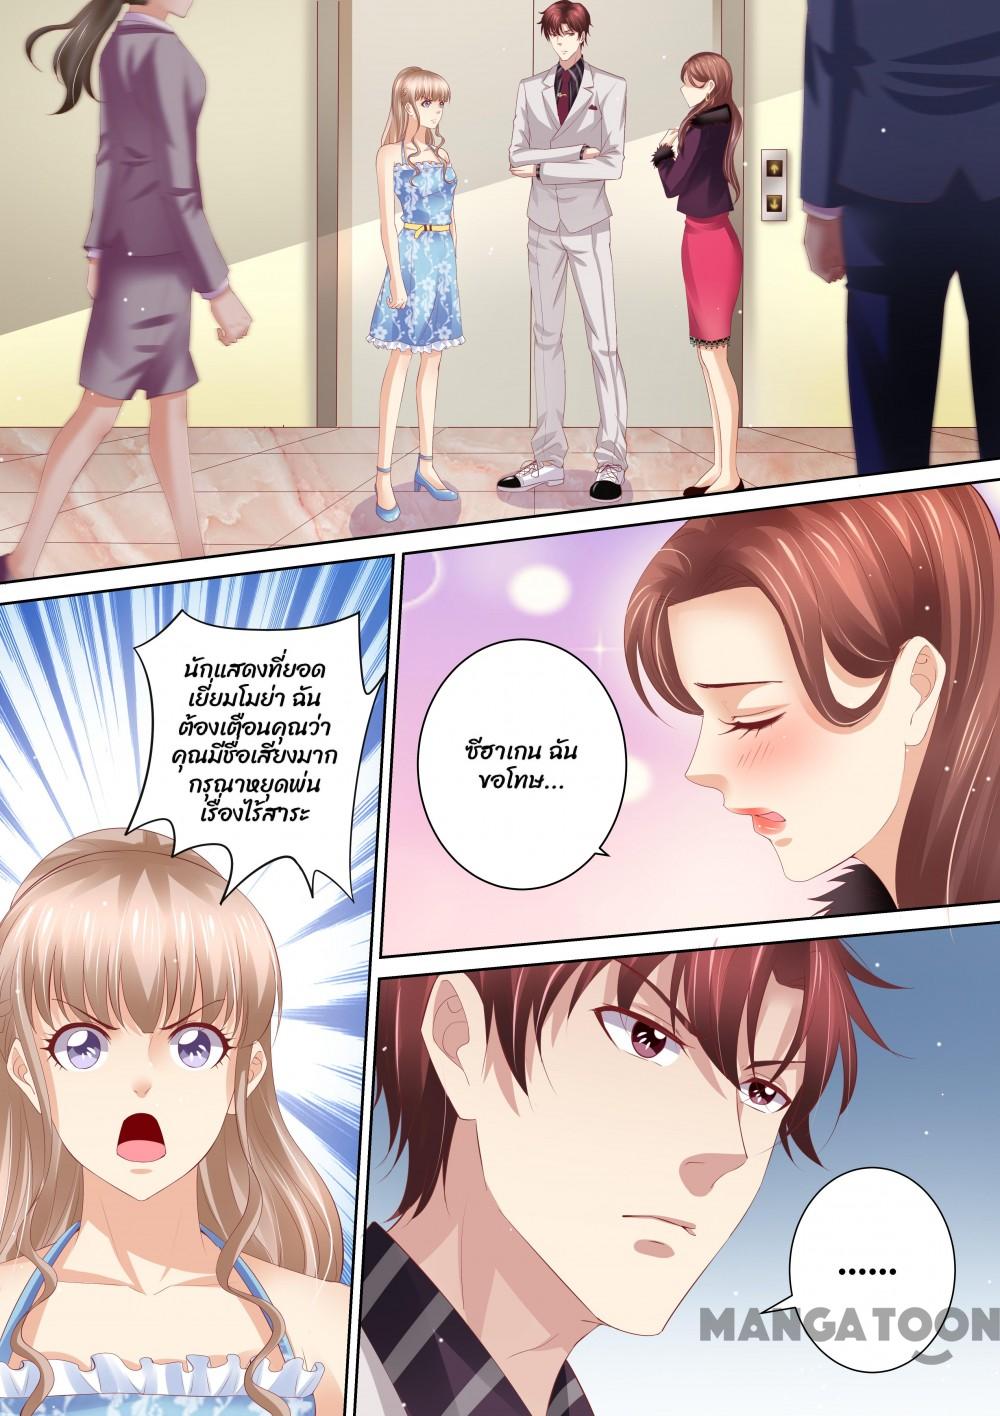 นักแสดงที่ยอด
เยี่ยมโมย่า ฉัน
ต้องเตือนคุณว่า
คุณมีชื่อเสียงมาก
กรุณาหยุดพ่น
เรื่องไร้สาระ
ซีฮาเกน ฉัน
ขอโทษ...
......
MANGATOON